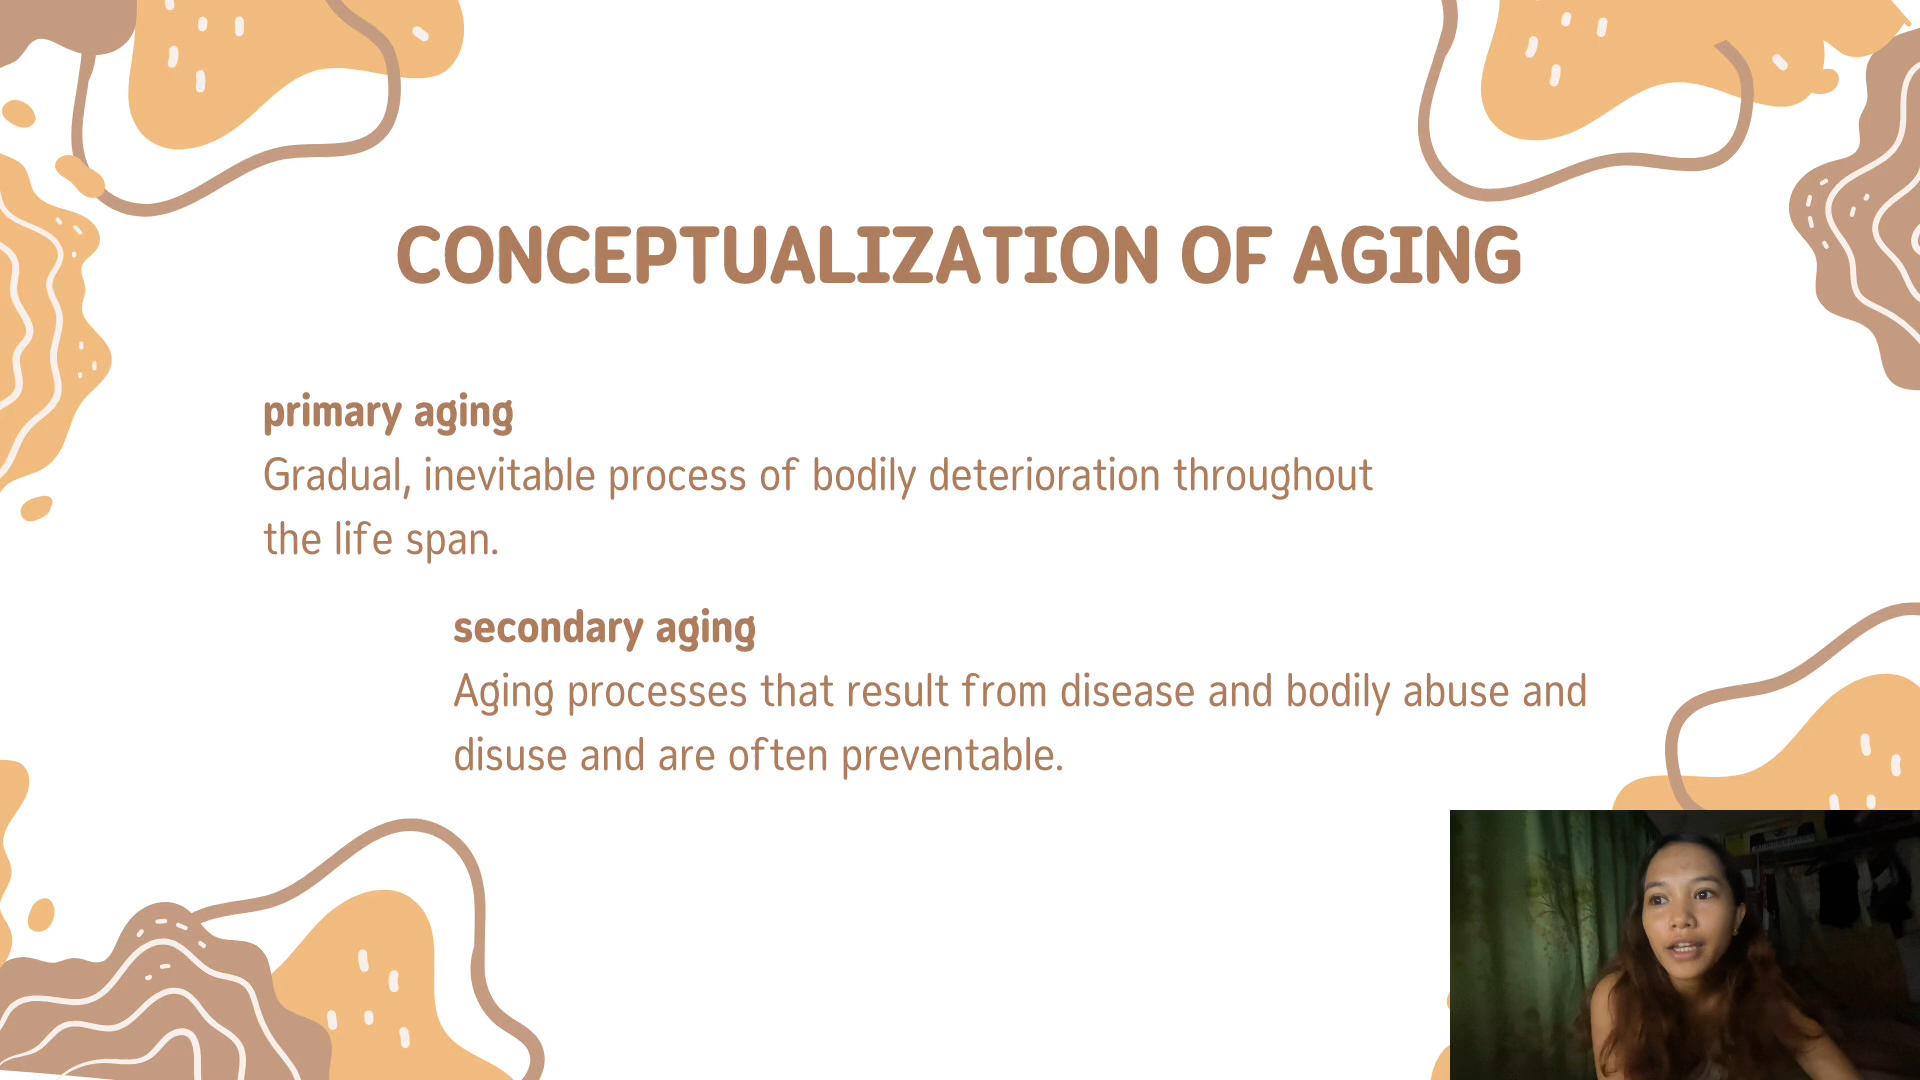 CONCEPTUALIZATION OF AGING
primary aging
Gradual, inevitable process of bodily deterioration throughout
the life span.
secondary aging
Aging processes that result from disease and bodily abuse and
disuse and are often preventable.